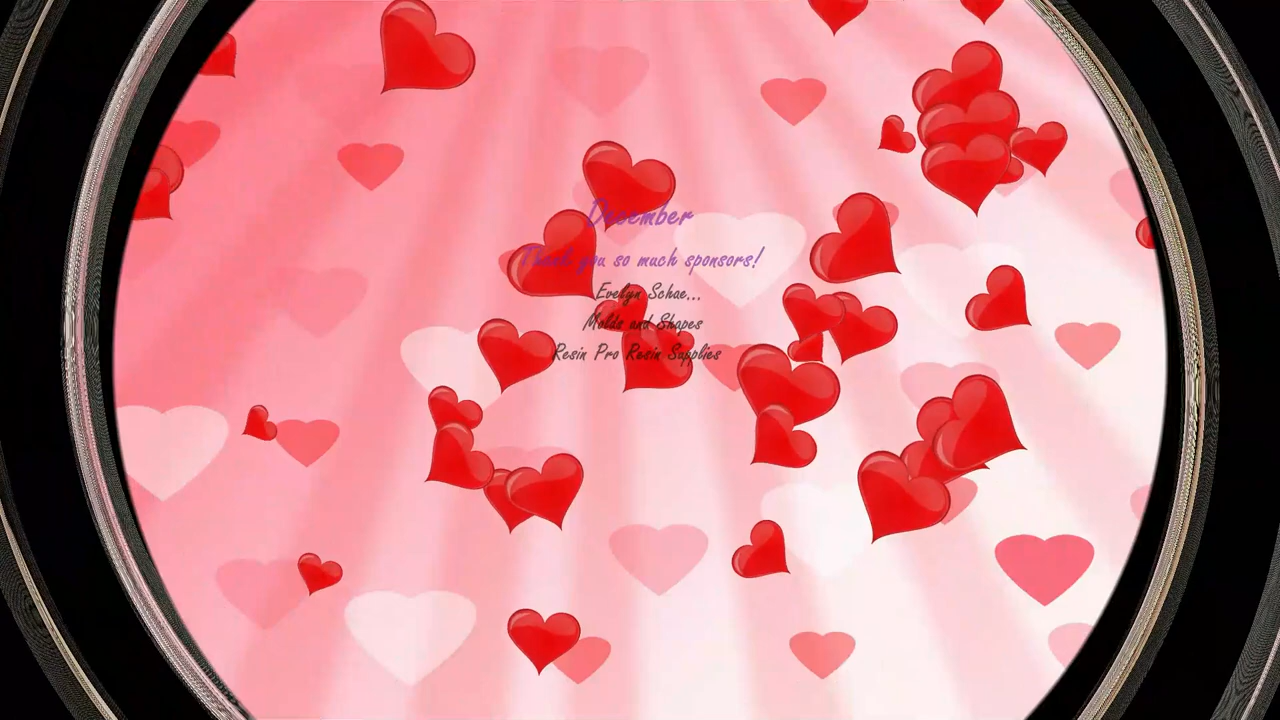 December
Thank you so much sponsors!
Evelyn Schae...
Molds and Shapes
Resin Pro Resin Supplies